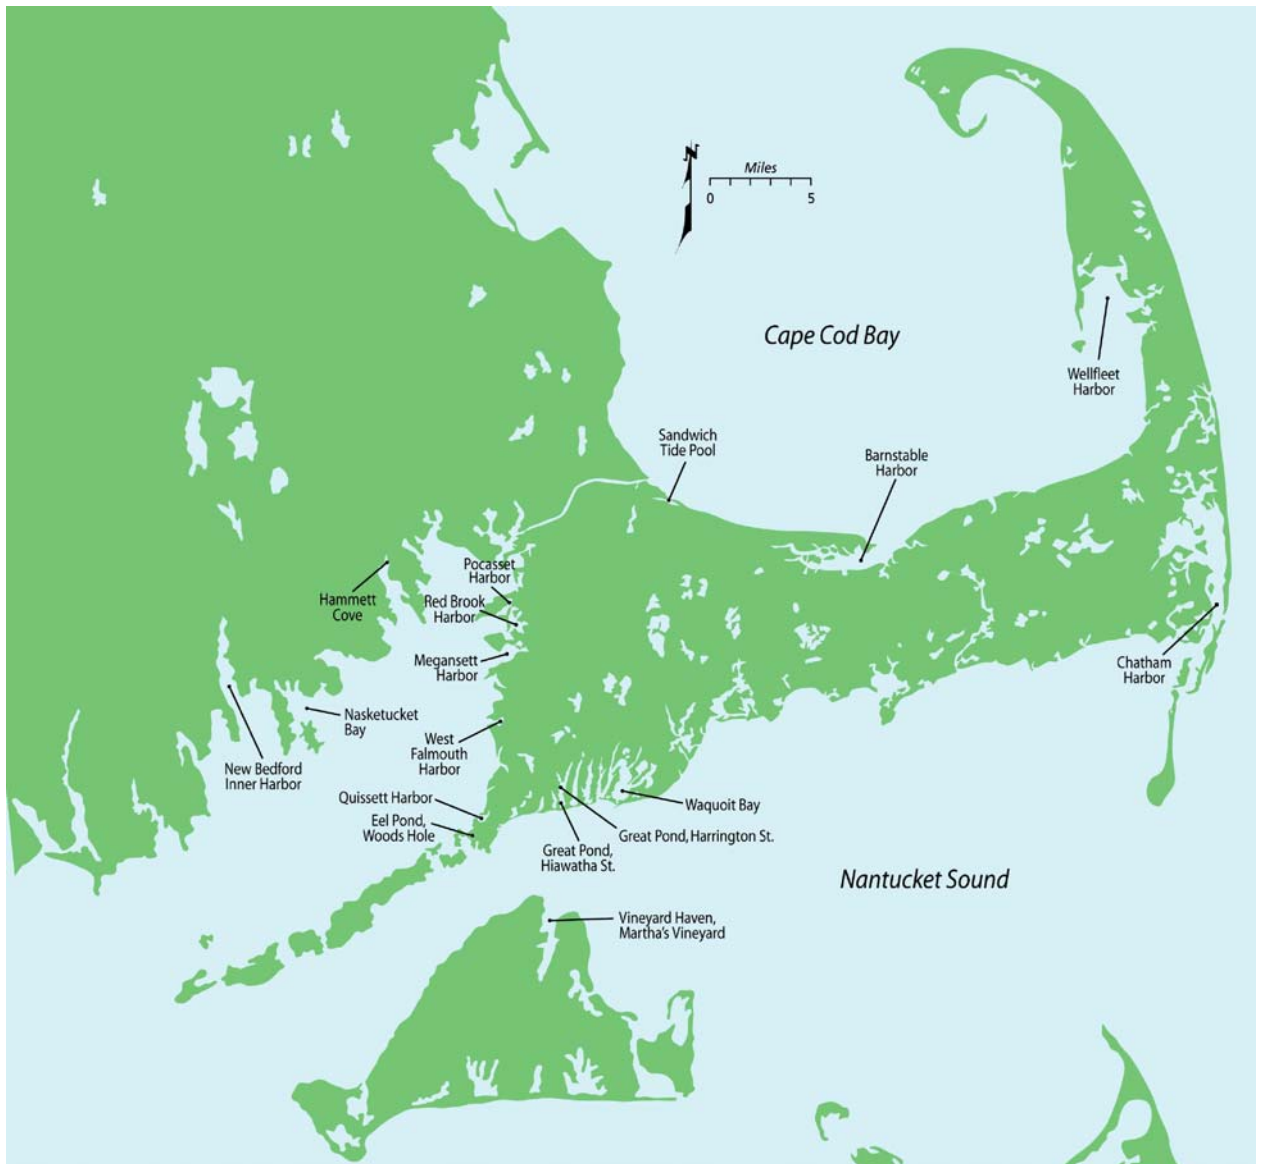 N
Miles
0
5
Cape Cod Bay
Wellfleet
Harbor
Sandwich
Tide Pool
Barnstable
Harbor
Pocasset
Harbor
Hammett
Cove
Red Brook
Harbor
Megansett
Harbor
Chatham
Harbor
Nasketucket
Bay
West
Falmouth
Harbor
New Bedford
Inner Harbor
Quissett Harbor
Waquoit Bay
Eel Pond,
Woods Hole
Great Pond, Harrington St.
Great Pond,
Hiawatha St.
Nantucket Sound
Vineyard Haven,
Martha's Vineyard